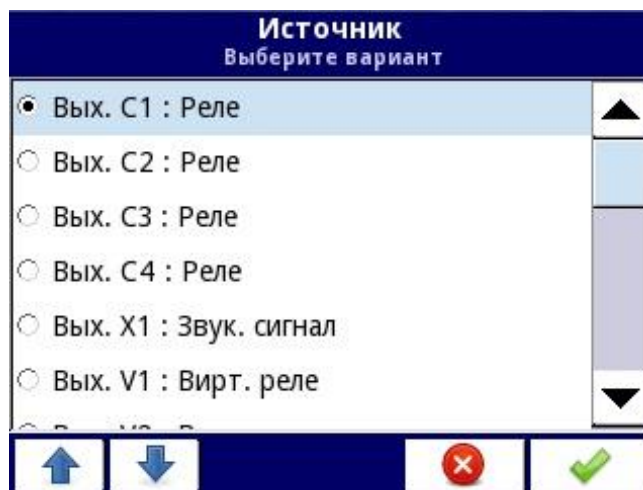 Источник
Выберите вариант
Вых. C1 : Реле
Вых. C2 : Реле
Вых. C3 : Реле
Вых. C4 : Реле
Вых. X1 : Звук. сигнал
Вых. V1 : Вирт. реле